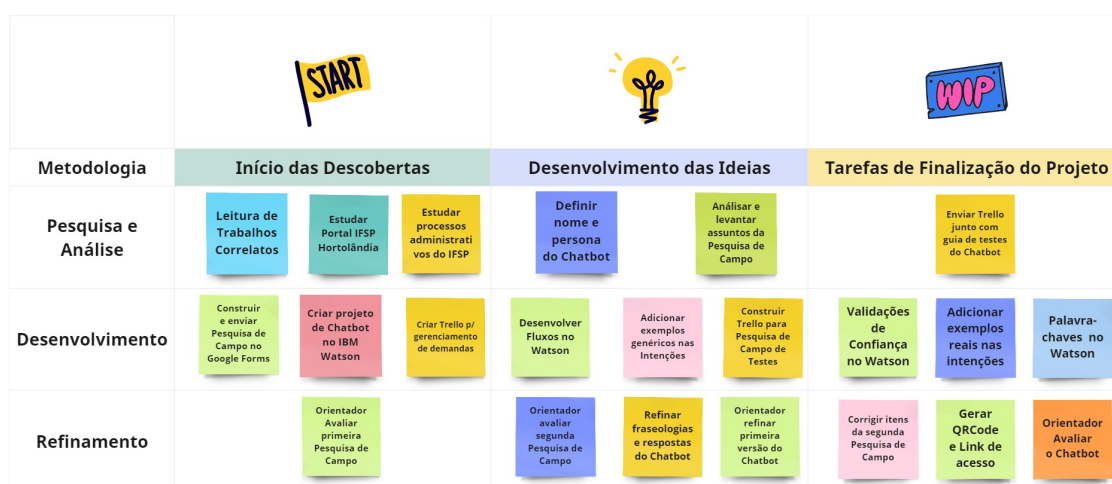 START
WIP
Metodologia
Início das Descobertas
Desenvolvimento das Ideias
Tarefas de Finalização do Projeto
Pesquisa e
Análise
Leitura de
Trabalhos
Correlatos
Estudar
Portal IFSP
Hortolândia
Estudar
processos
administrati
vos do IFSP
Definir
nome e
persona
do Chatbot
Análisar e
levantar
assuntos da
Pesquisa de
Campo
Enviar Trello
junto com
guia de testes
do Chatbot
Desenvolvimento
Construir
e enviar
Pesquisa de
Campo no
Google Forms
Criar projeto
de Chatbot
no IBM
Watson
Criar Trello p/
gerenciamento
de demandas
Desenvolver
Fluxos no
Watson
Adicionar
exemplos
genéricos nas
Intenções
Construir
Trello para
Pesquisa de
Campo de
Testes
Validações
de
Confiança
no Watson
Adicionar
exemplos
reais nas
intenções
Palavra-
chaves no
Watson
Refinamento
Orientador
Avaliar
primeira
Pesquisa de
Campo
Orientador
avaliar
segunda
Pesquisa de
Campo
Refinar
fraseologias
e respostas
do Chatbot
Orientador
refinar
primeira
versão do
Chatbot
Corrigir itens
da segunda
Pesquisa de
Campo
Gerar
QRCode
e Link de
acesso
Orientador
Avaliar
o Chatbot